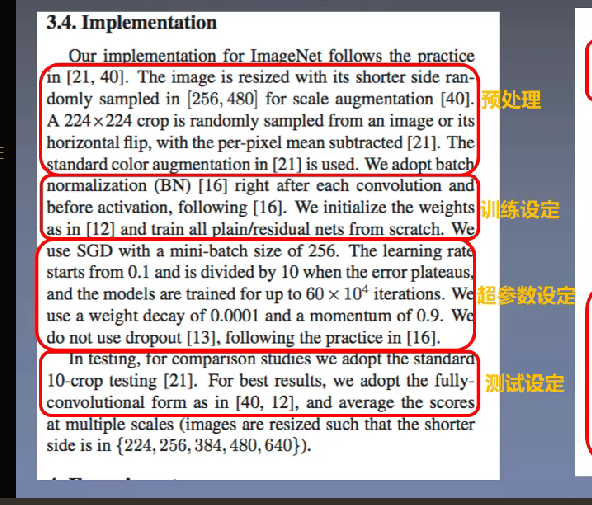 3.4. Implementation
Our implementation for ImageNet follows the practice
in [21, 40]. The image is resized with its shorter side ran-
domly sampled in [256, 480] for scale augmentation [40].
A 224×224 crop is randomly sampled from an image or its
horizontal flip, with the per-pixel mean subtracted [21]. The
standard color augmentation in [21] is used. We adopt batch
normalization (BN) [16] right after each convolution and
before activation, following [16]. We initialize the weights
as in [12] and train all plain/residual nets from scratch. We
use SGD with a mini-batch size of 256. The learning rate
starts from 0.1 and is divided by 10 when the error plateaus,
and the models are trained for up to 60 × 10⁴ iterations. We
use a weight decay of 0.0001 and a momentum of 0.9. We
do not use dropout [13], following the practice in [16].
In testing, for comparison studies we adopt the standard
10-crop testing [21]. For best results, we adopt the fully-
convolutional form as in [40, 12], and average the scores
at multiple scales (images are resized such that the shorter
side is in {224, 256, 384, 480, 640}).
预处理
训练设定
超参数设定
测试设定